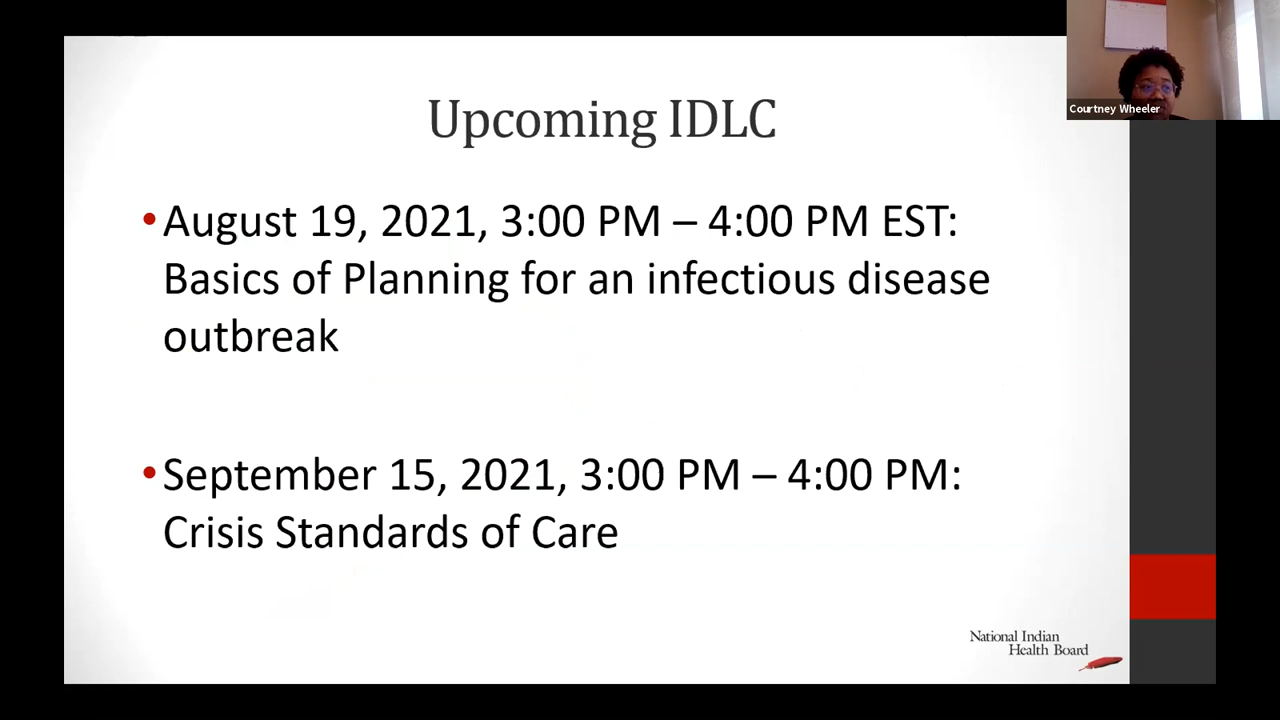 Courtney Wheeler
Upcoming IDLC
•August 19, 2021, 3:00 PM – 4:00 PM EST:
Basics of Planning for an infectious disease
outbreak
•September 15, 2021, 3:00 PM – 4:00 PM:
Crisis Standards of Care
National Indian
Health Board